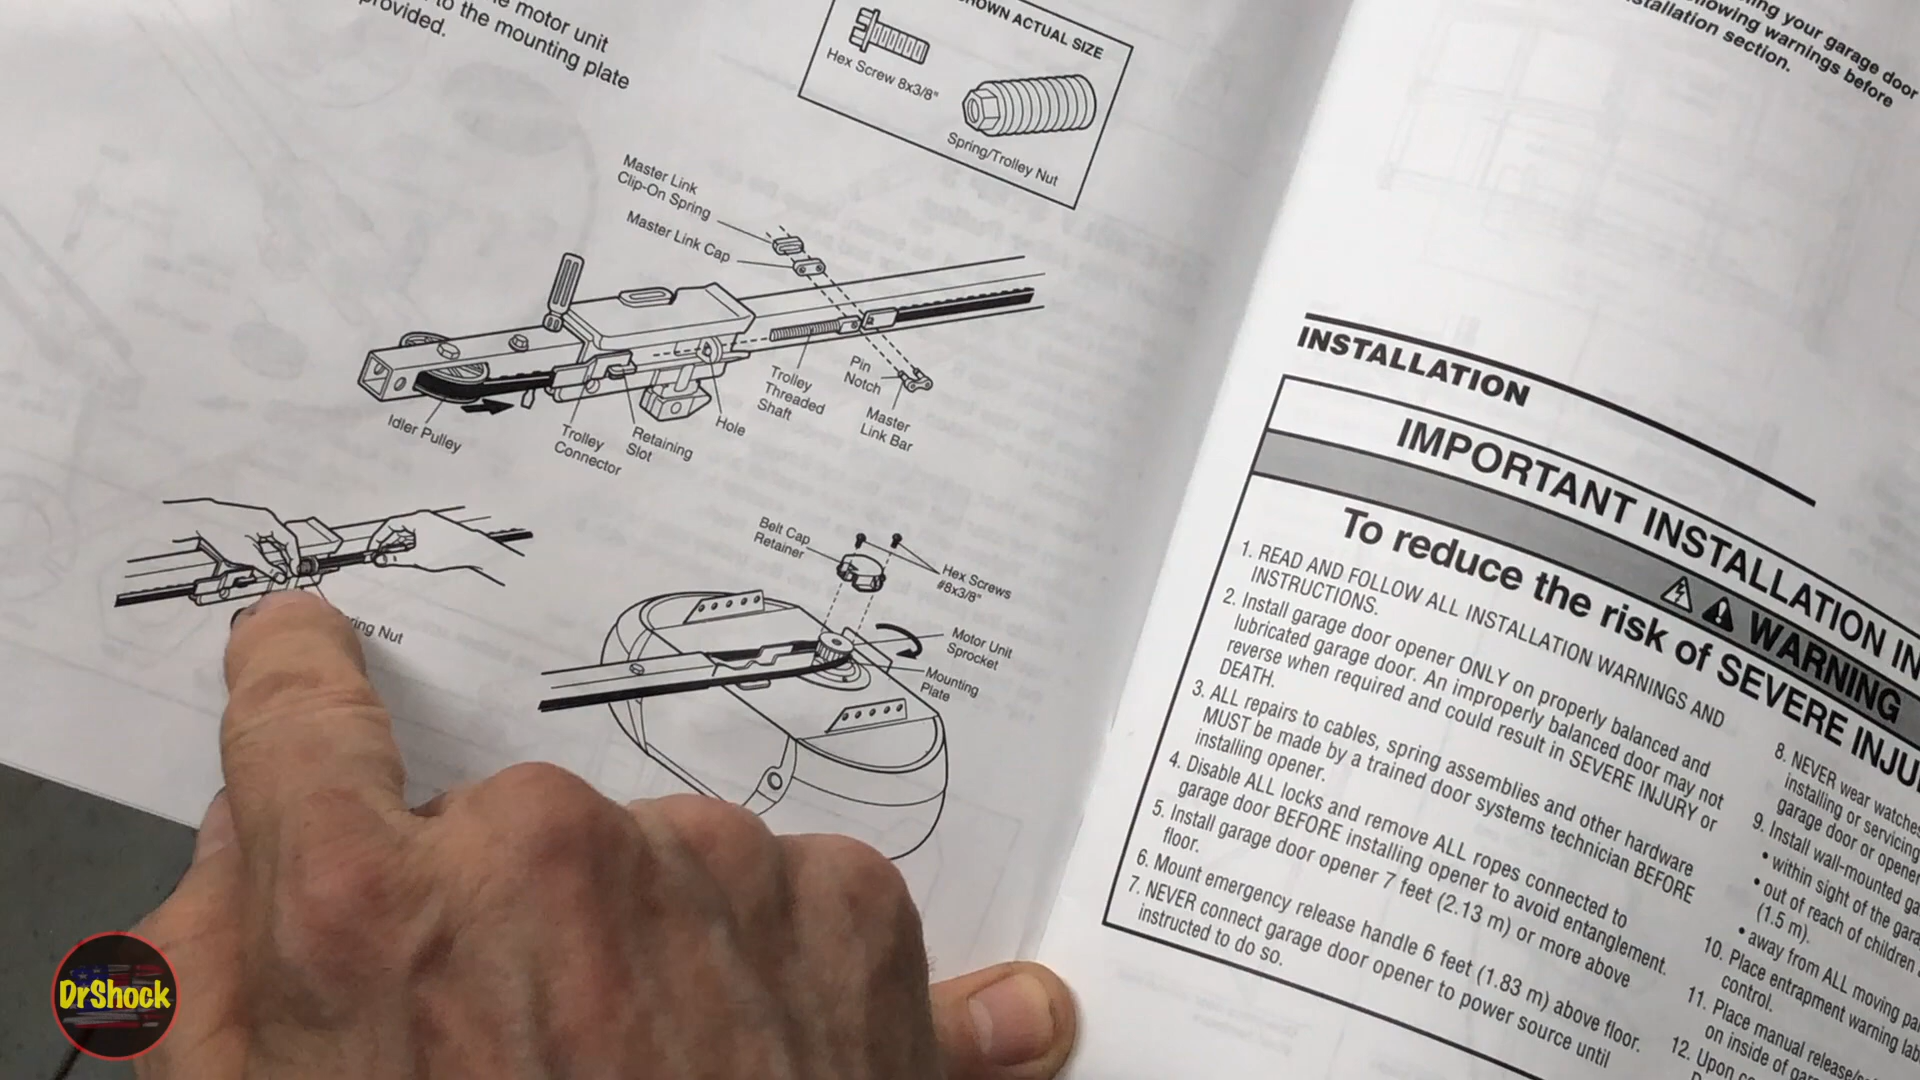 e motor unit
to the mounting plate
provided.
HOWN ACTUAL SIZE
Hex Screw 8x3/8"
Spring/Trolley Nut
Master Link
Clip-On Spring
Master Link Cap
Idler Pulley
Trolley
Connector
Retaining
Slot
Hole
Trolley
Threaded
Shaft
Pin
Notch
Master
Link Bar
ring Nut
Belt Cap
Retainer
Hex Screws
#8x3/8"
Motor Unit
Sprocket
Mounting
Plate
ing your garage door
llowing warnings before
stallation section.
INSTALLATION
IMPORTANT INSTALLATION IN
WARNING
To reduce the risk of SEVERE INJU
1. READ AND FOLLOW ALL INSTALLATION WARNINGS AND
INSTRUCTIONS.
2. Install garage door opener ONLY on properly balanced and
lubricated garage door. An improperly balanced door may not
reverse when required and could result in SEVERE INJURY or
DEATH.
3. ALL repairs to cables, spring assemblies and other hardware
MUST be made by a trained door systems technician BEFORE
installing opener.
4. Disable ALL locks and remove ALL ropes connected to
garage door BEFORE installing opener to avoid entanglement.
5. Install garage door opener 7 feet (2.13 m) or more above
floor.
6. Mount emergency release handle 6 feet (1.83 m) above floor.
7. NEVER connect garage door opener to power source until
instructed to do so.
8. NEVER wear watches
installing or servicing
garage door or opener
9. Install wall-mounted ga
• within sight of the gara
• out of reach of children
(1.5 m).
• away from ALL moving pa
10. Place entrapment warning lab
control.
11. Place manual release/s
on inside of gara
12. Upon co
DrShock